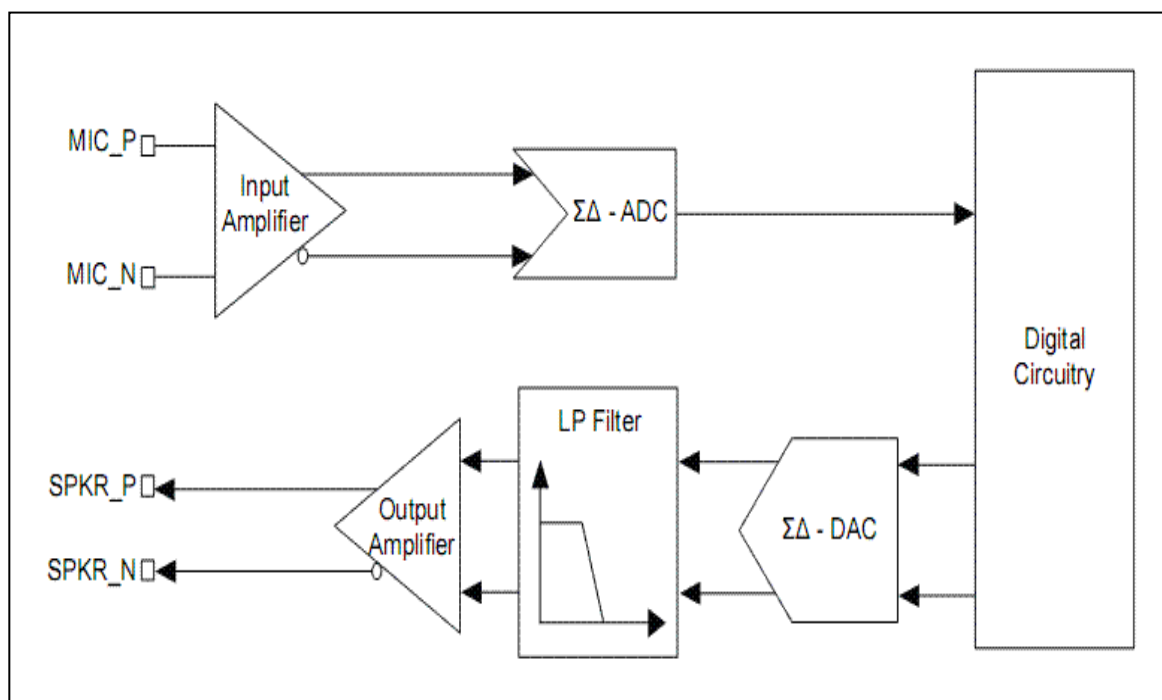 MIC_P
MIC_N
Input
Amplifier
ΣΔ - ADC
Digital
Circuitry
LP Filter
SPKR_P
SPKR_N
Output
Amplifier
ΣΔ - DAC